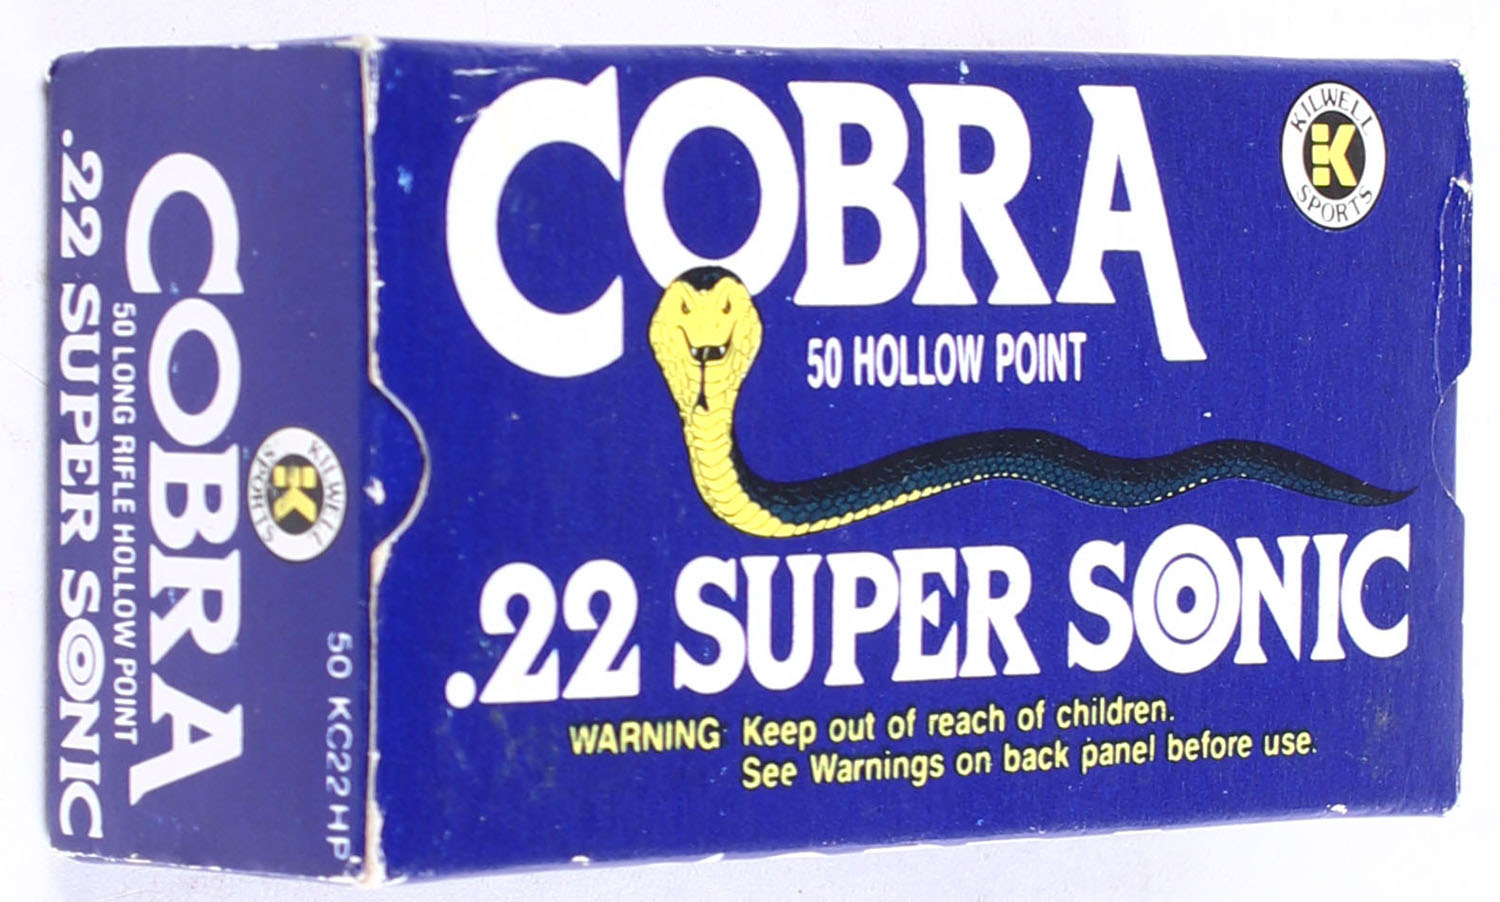 COBRA
KILWELL
K
SPORTS
50 HOLLOW POINT
.22 SUPER SONIC
WARNING Keep out of reach of children.
See Warnings on back panel before use.
50 KC22HP
KILWELL
K
SPORTS
COBRA
50 LONG RIFLE HOLLOW POINT
.22 SUPER SONIC